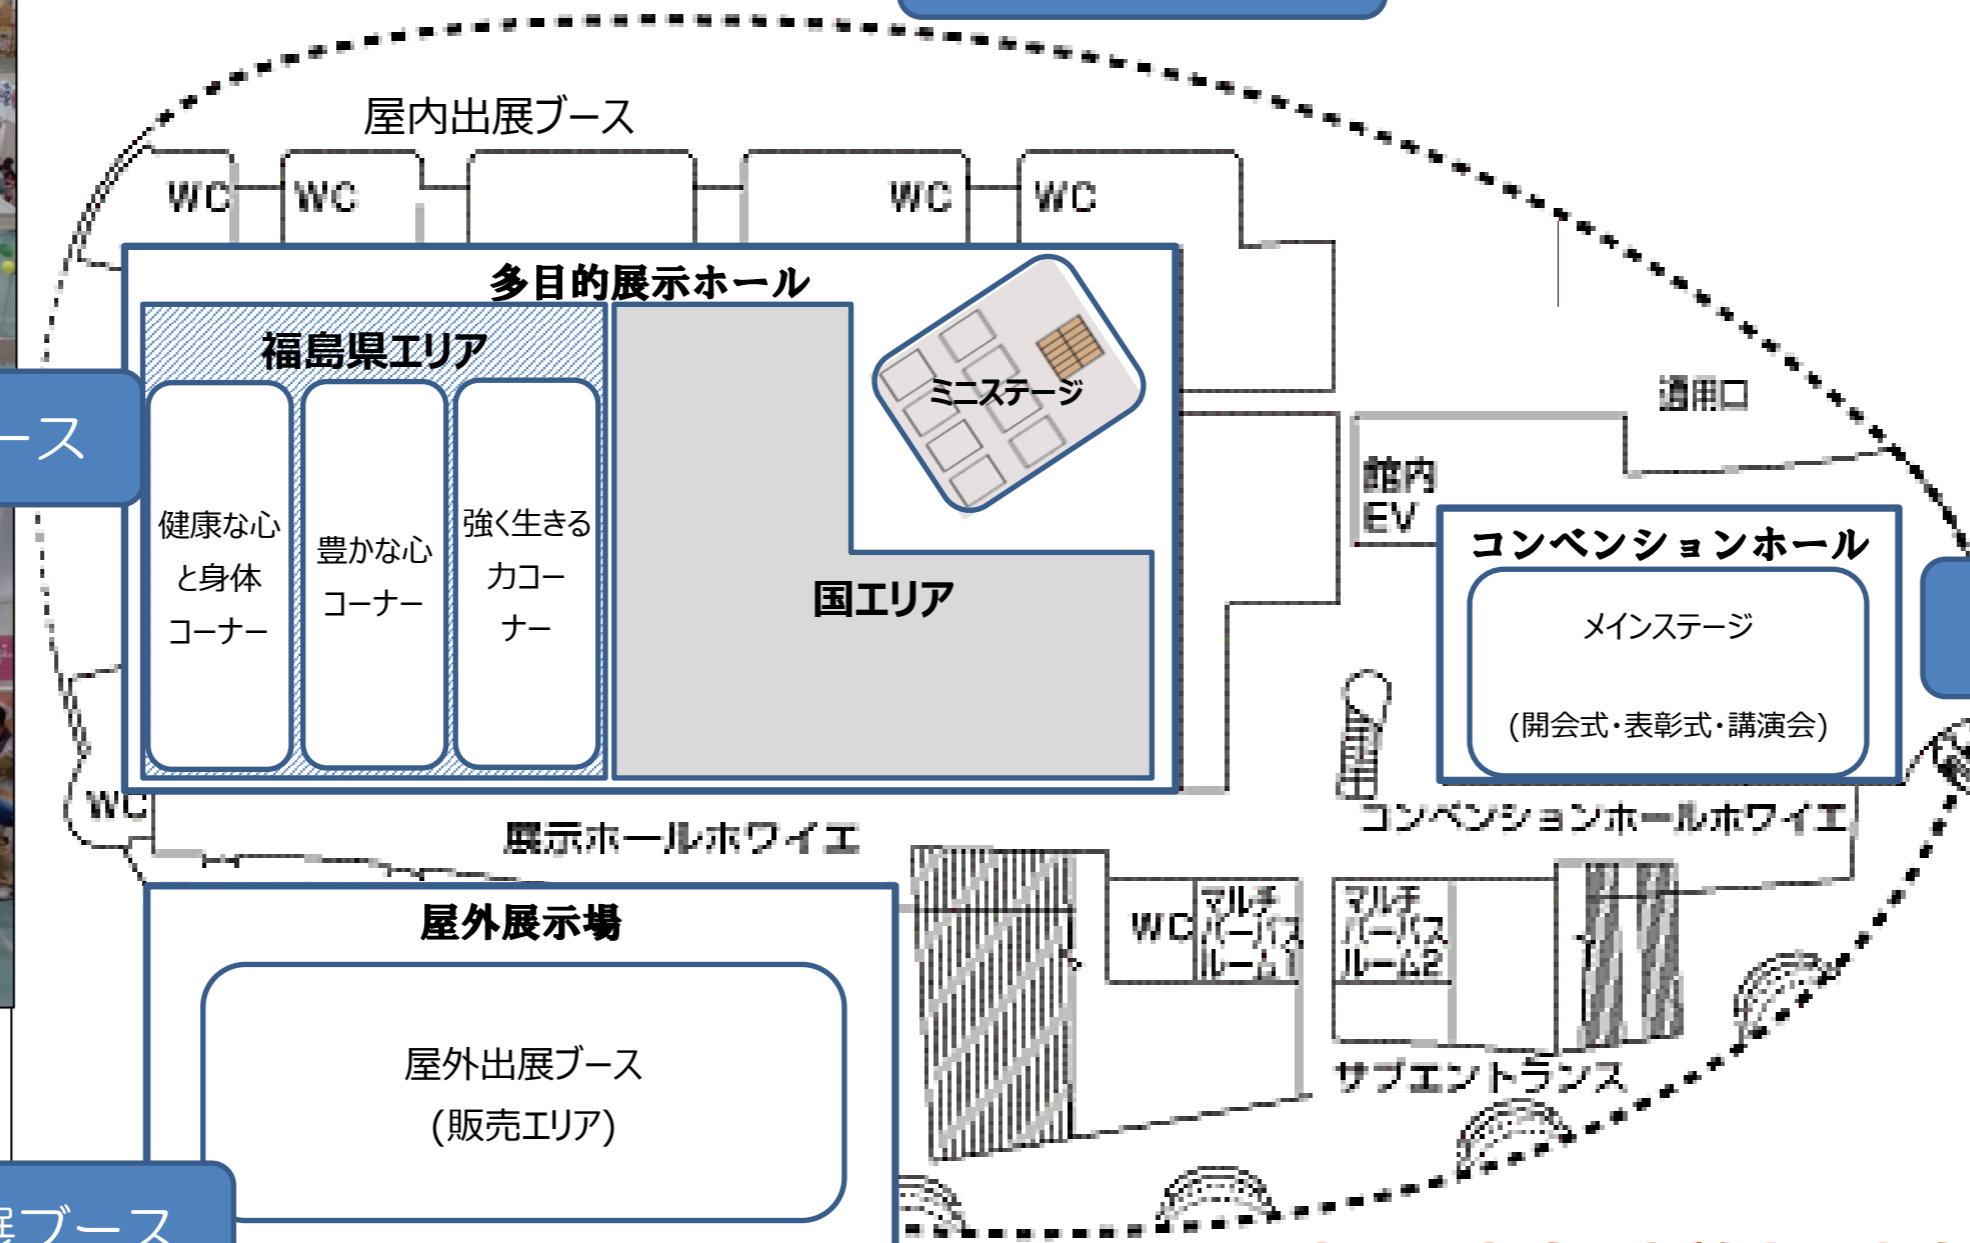 屋内出展ブース
WC
WC
WC
WC
多目的展示ホール
福島県エリア
ミニステージ
通用口
ース
館内
EV
健康な心
と身体
コーナー
豊かな心
コーナー
強く生きる
力コー
ナー
国エリア
コンベンションホール
メインステージ
(開会式・表彰式・講演会)
WC
展示ホールホワイエ
コンベンションホールホワイエ
屋外展示場
WC
マルチ
パーパス
ルーム1
マルチ
パーパス
ルーム2
屋外出展ブース
(販売エリア)
サブエントランス
展ブース